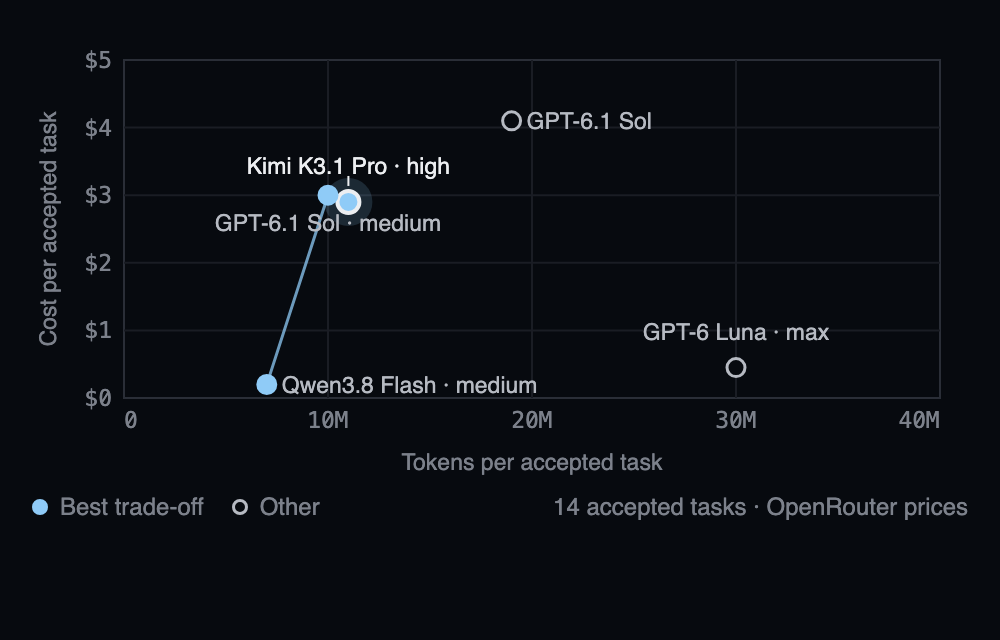 $5
$4
$3
$2
$1
$0
Cost per accepted task
GPT-6.1 Sol
Kimi K3.1 Pro · high
GPT-6.1 Sol · medium
GPT-6 Luna · max
Qwen3.8 Flash · medium
0 10M 20M 30M 40M
Tokens per accepted task
Best trade-off Other 14 accepted tasks · OpenRouter prices